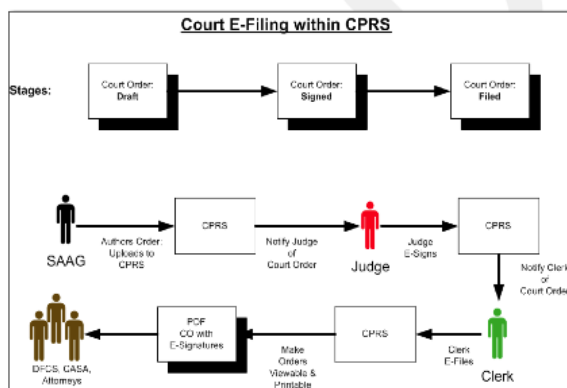 Court E-Filing within CPRS
Stages:
Court Order:
Draft
Court Order:
Signed
Court Order:
Filed
SAAG
Authors Order:
Uploads to
CPRS
CPRS
Notify Judge
of
Court Order
Judge
Judge
E-Signs
CPRS
Notify Clerk
of
Court Order
DFCS, CASA,
Attorneys
PDF
CO with
E-Signatures
Make
Orders
Viewable &
Printable
CPRS
Clerk
E-Files
Clerk